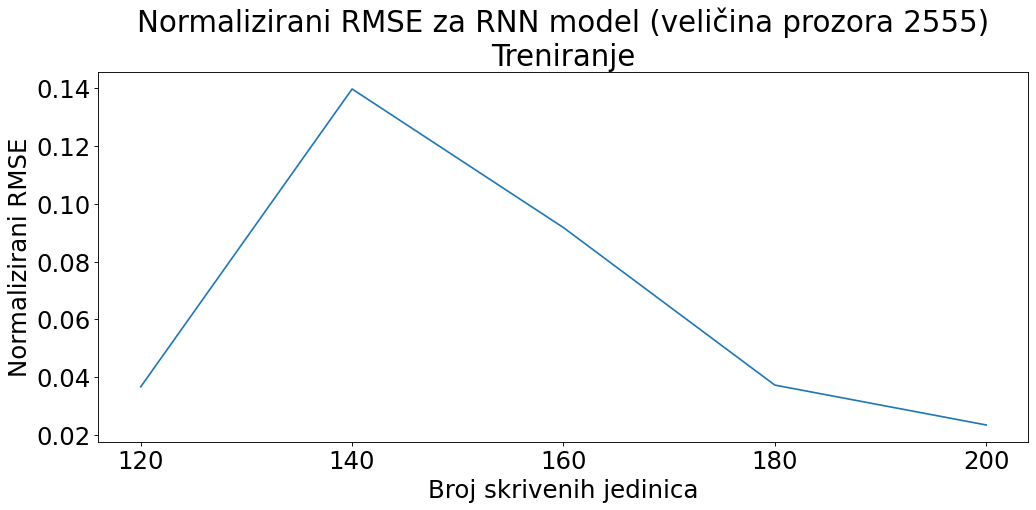 Normalizirani RMSE za RNN model (veličina prozora 2555)
Treniranje
0.14
0.12
0.10
0.08
0.06
0.04
0.02
Normalizirani RMSE
120 140 160 180 200
Broj skrivenih jedinica